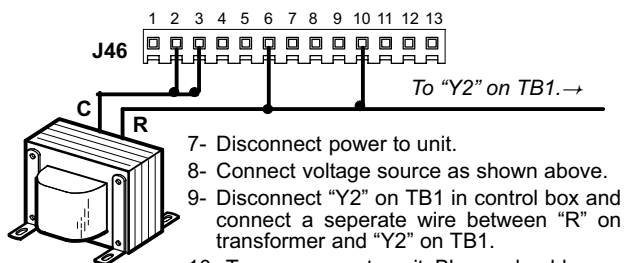 1 2 3 4 5 6 7 8 9 10 11 12 13
J46
To “Y2” on TB1.→
C
R
7- Disconnect power to unit.
8- Connect voltage source as shown above.
9- Disconnect “Y2” on TB1 in control box and
connect a seperate wire between “R” on
transformer and “Y2” on TB1.